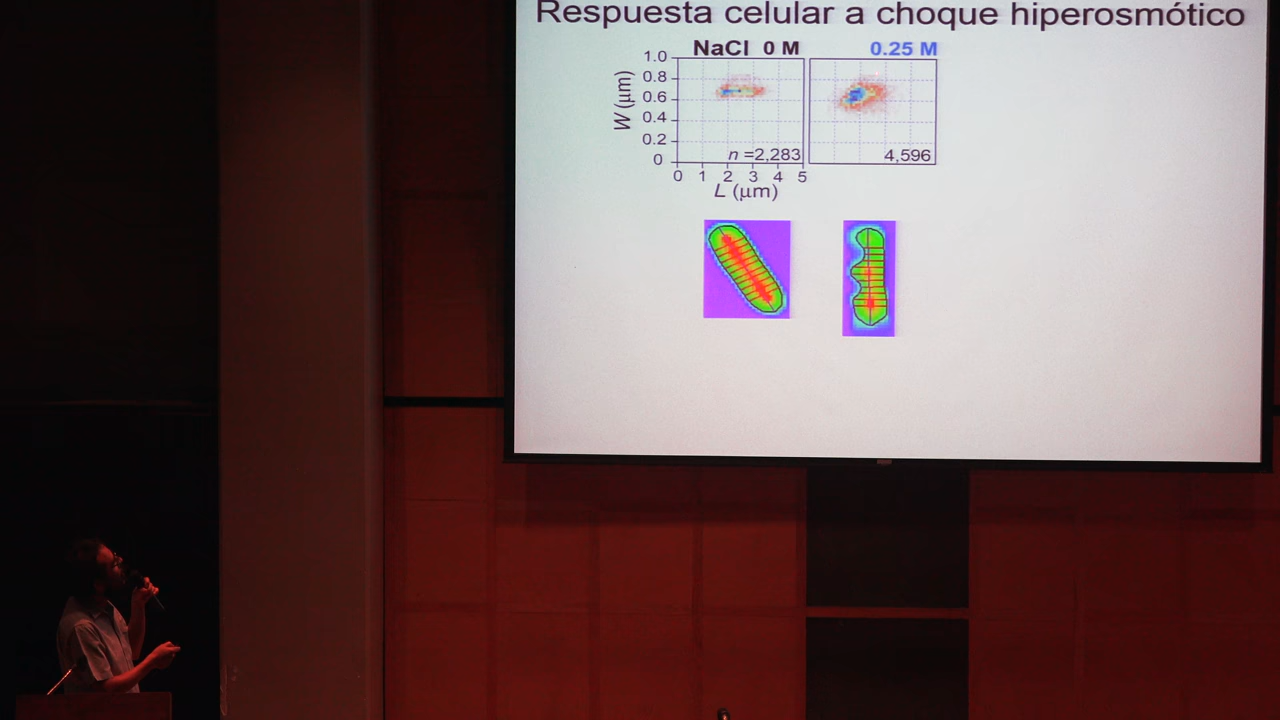 Respuesta celular a choque hiperosmótico
NaCl 0 M 0.25 M
1.0
0.8
0.6
0.4
0.2
0
W (μm)
n =2,283 4,596
0 1 2 3 4 5
L (μm)